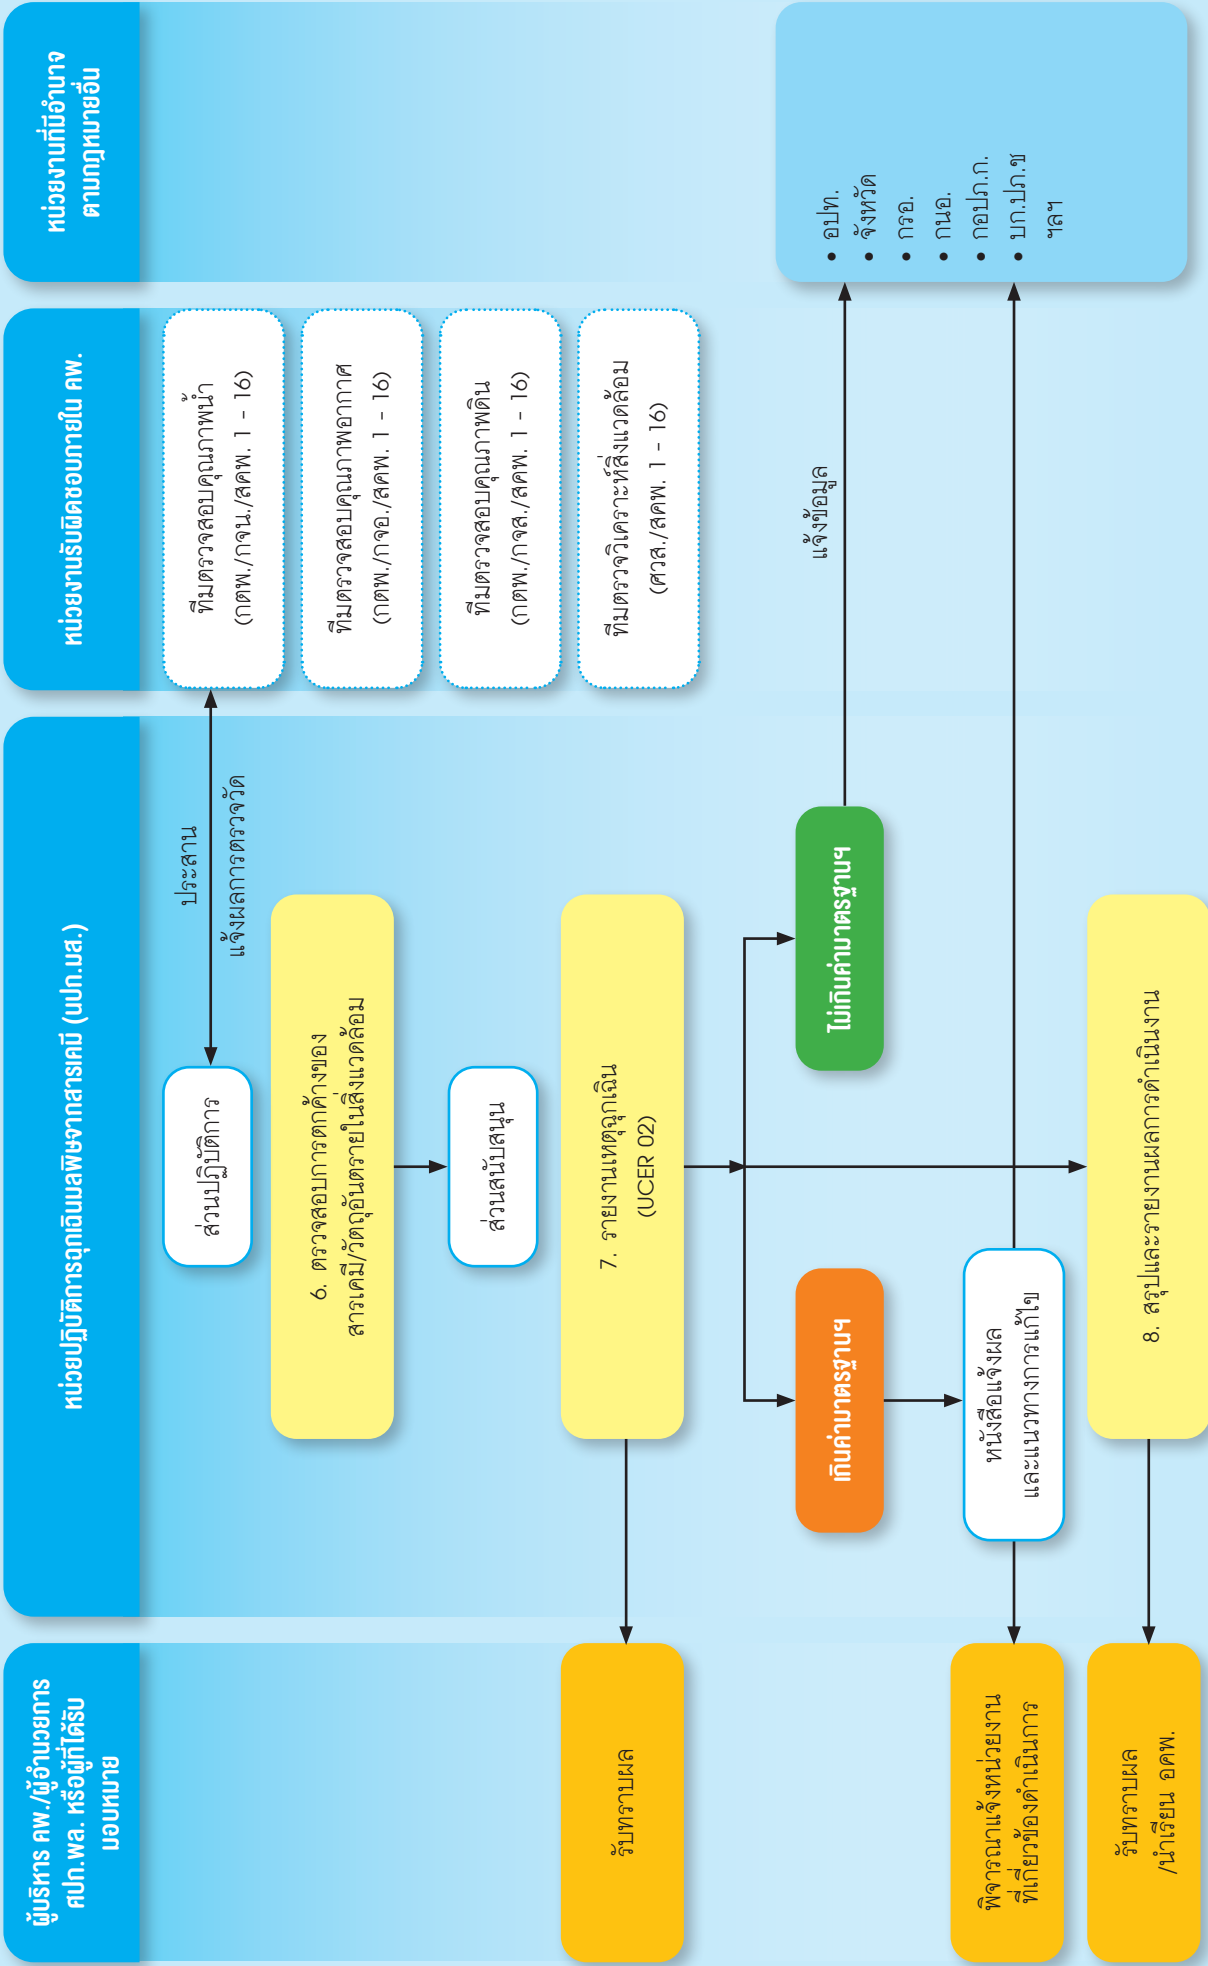 ผู้บริหาร คพ./ผู้อำนวยการ
ศปก.พล. หรือผู้ที่ได้รับ
มอบหมาย
หน่วยปฏิบัติการฉุกเฉินมลพิษจากสารเคมี (นปก.มส.)
หน่วยงานรับผิดชอบภายใน คพ.
หน่วยงานที่มีอำนาจ
ตามกฎหมายอื่น
ส่วนปฏิบัติการ
ประสาน
แจ้งผลการตรวจวัด
ทีมตรวจสอบคุณภาพน้ำ
(กตพ./กจน./สคพ. 1 - 16)
ทีมตรวจสอบคุณภาพอากาศ
(กตพ./กจอ./สคพ. 1 - 16)
ทีมตรวจสอบคุณภาพดิน
(กตพ./กจส./สคพ. 1 - 16)
ทีมตรวจวิเคราะห์สิ่งแวดล้อม
(ศวส./สคพ. 1 - 16)
6. ตรวจสอบการตกค้างของ
สารเคมี/วัตถุอันตรายในสิ่งแวดล้อม
ส่วนสนับสนุน
7. รายงานเหตุฉุกเฉิน
(UCER 02)
รับทราบผล
เกินค่ามาตรฐานฯ
ไม่เกินค่ามาตรฐานฯ
แจ้งข้อมูล
• อปท.
• จังหวัด
• กรอ.
• กนอ.
• กอปภ.ก.
• บก.ปภ.ช
ฯลฯ
หนังสือแจ้งผล
และแนวทางการแก้ไข
พิจารณาแจ้งหน่วยงาน
ที่เกี่ยวข้องดำเนินการ
8. สรุปและรายงานผลการดำเนินงาน
รับทราบผล
/นำเรียน อคพ.